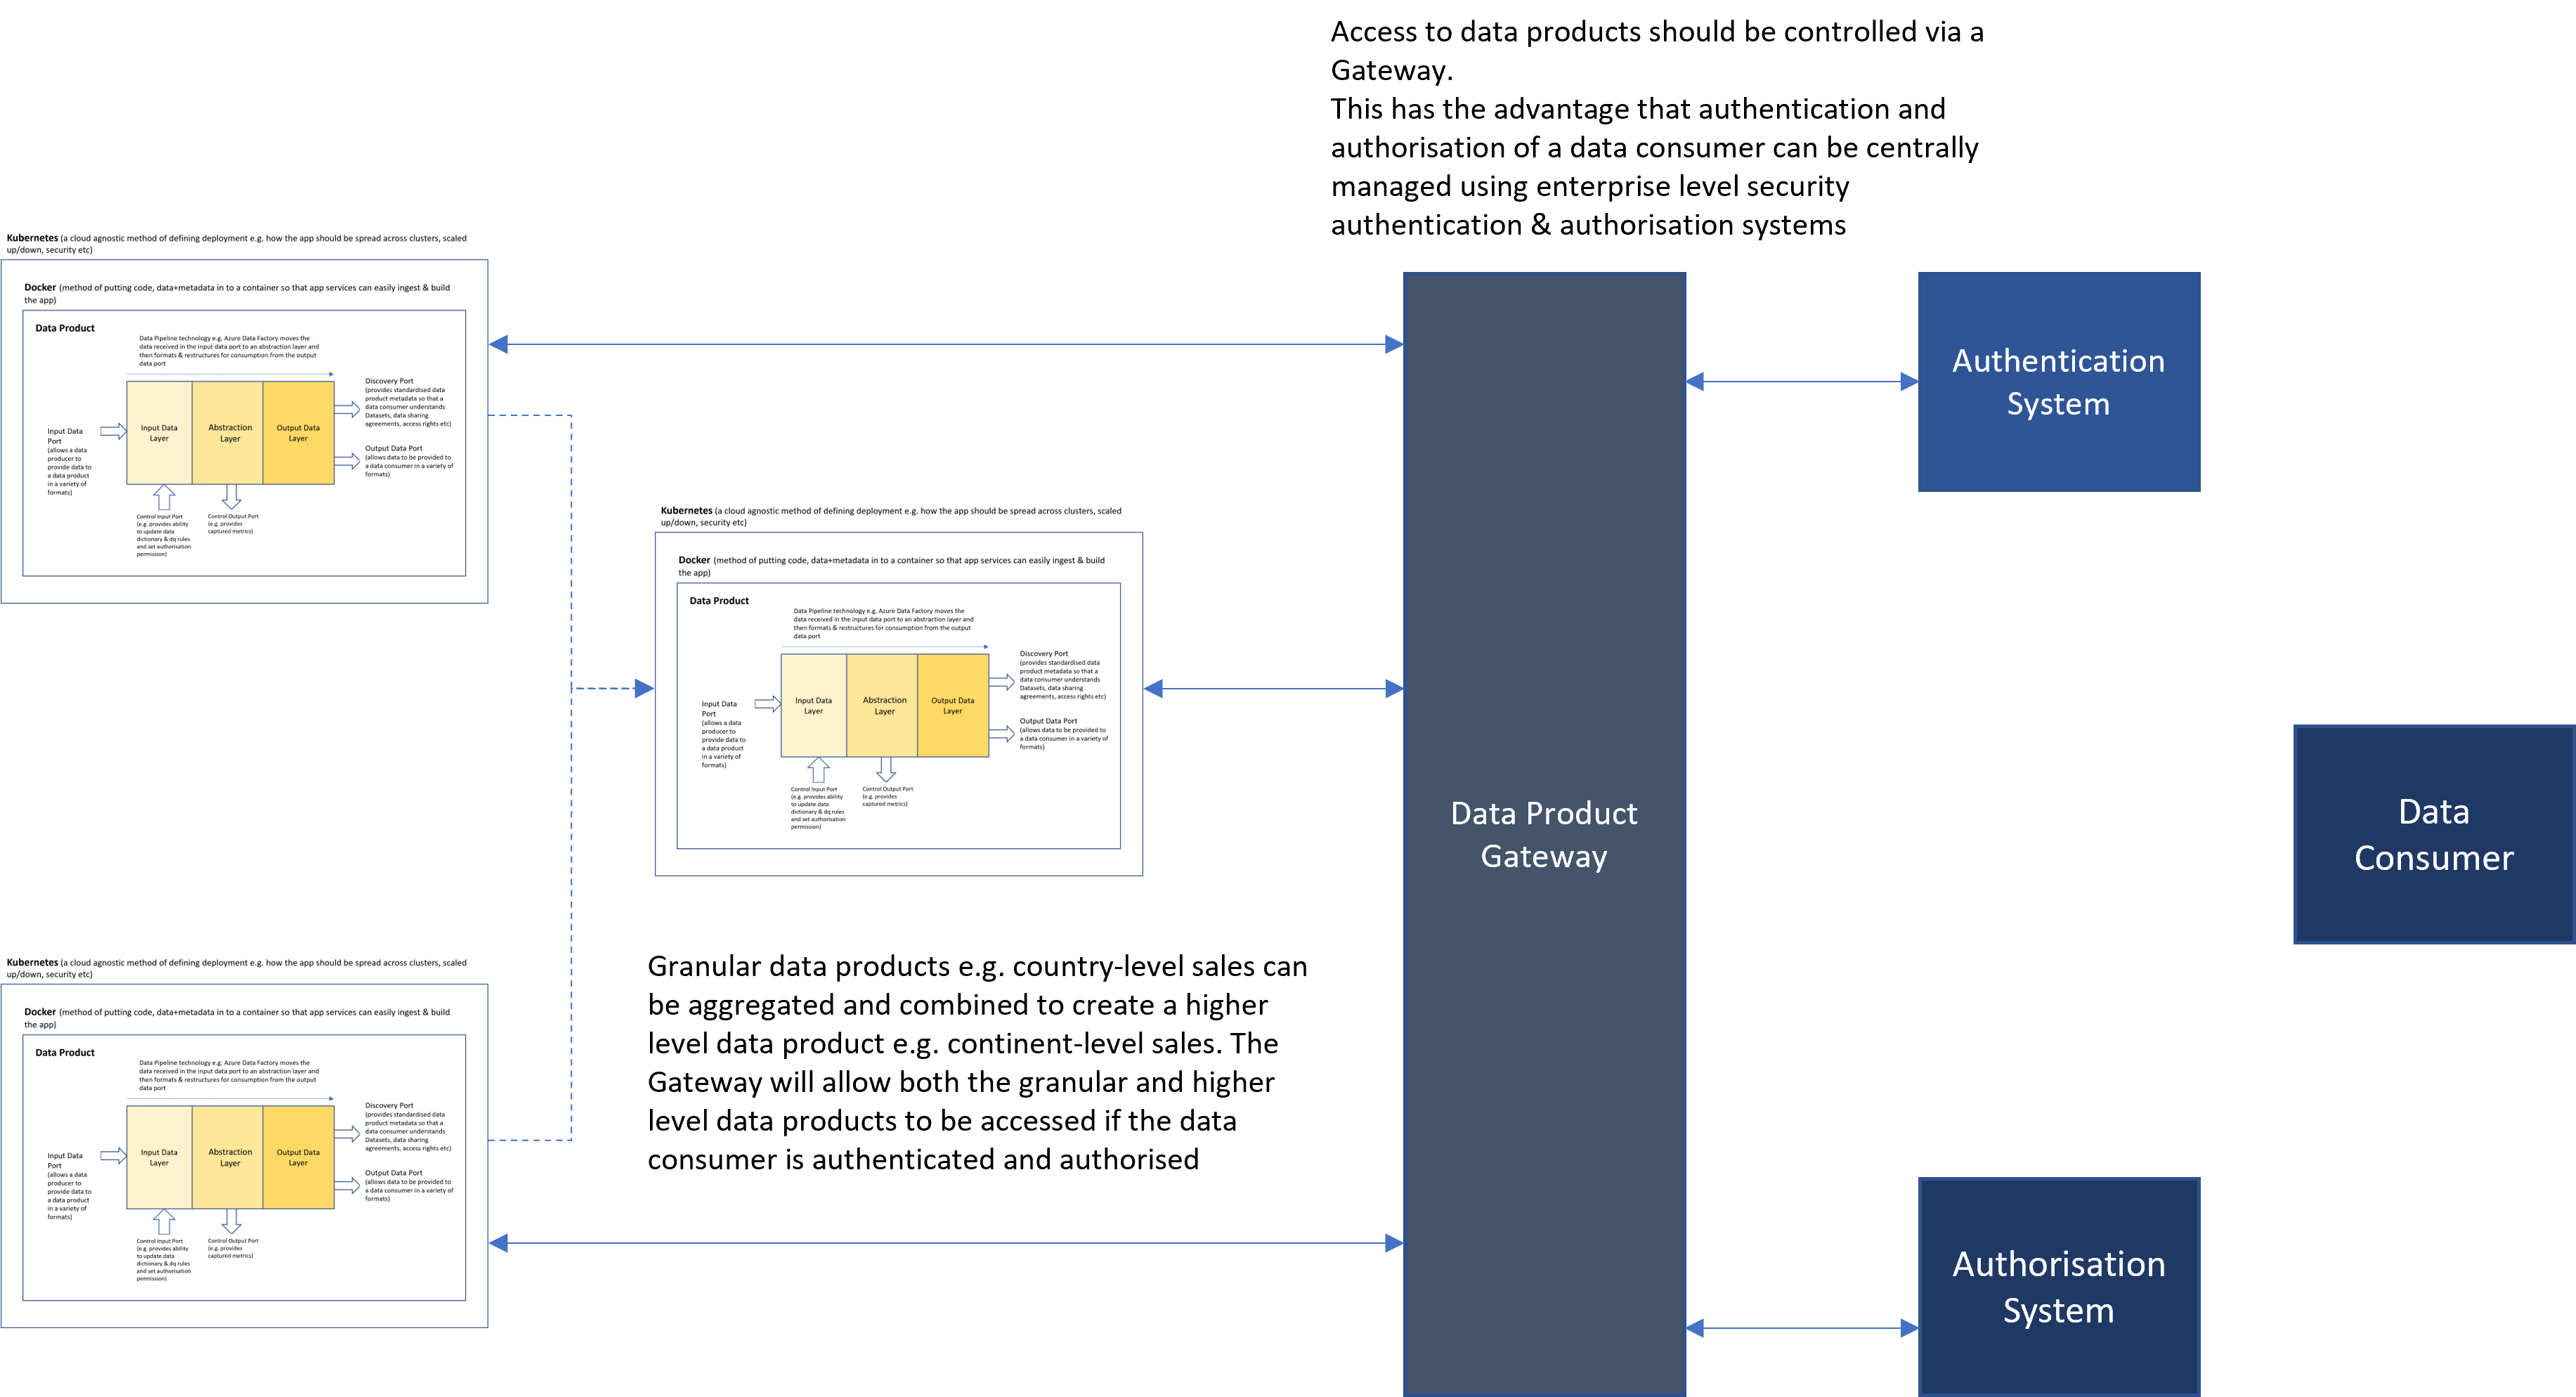 Access to data products should be controlled via a
Gateway.
This has the advantage that authentication and
authorisation of a data consumer can be centrally
managed using enterprise level security
authentication & authorisation systems
Kubernetes (a cloud agnostic method of defining deployment e.g. how the app should be spread across clusters, scaled
up/down, security etc)
Docker (method of putting code, data+metadata in to a container so that app services can easily ingest & build
the app)
Data Product
Data Pipeline technology e.g. Azure Data Factory moves the
data received in the input data port to an abstraction layer and
then formats & restructures for consumption from the output
data port
Input Data
Port
(allows a data
producer to
provide data to
a data product
in a variety of
formats)
Input Data
Layer
Abstraction
Layer
Output Data
Layer
Discovery Port
(provides standardised data
product metadata so that a
data consumer understands
Datasets, data sharing
agreements, access rights etc)
Output Data Port
(allows data to be provided to
a data consumer in a variety of
formats)
Control Input Port
(e.g. provides ability
to update data
dictionary & dq rules
and set authorisation
permission)
Control Output Port
(e.g. provides
captured metrics)
Kubernetes (a cloud agnostic method of defining deployment e.g. how the app should be spread across clusters, scaled
up/down, security etc)
Docker (method of putting code, data+metadata in to a container so that app services can easily ingest & build
the app)
Data Product
Data Pipeline technology e.g. Azure Data Factory moves the
data received in the input data port to an abstraction layer and
then formats & restructures for consumption from the output
data port
Input Data
Port
(allows a data
producer to
provide data to
a data product
in a variety of
formats)
Input Data
Layer
Abstraction
Layer
Output Data
Layer
Discovery Port
(provides standardised data
product metadata so that a
data consumer understands
Datasets, data sharing
agreements, access rights etc)
Output Data Port
(allows data to be provided to
a data consumer in a variety of
formats)
Control Input Port
(e.g. provides ability
to update data
dictionary & dq rules
and set authorisation
permission)
Control Output Port
(e.g. provides
captured metrics)
Kubernetes (a cloud agnostic method of defining deployment e.g. how the app should be spread across clusters, scaled
up/down, security etc)
Docker (method of putting code, data+metadata in to a container so that app services can easily ingest & build
the app)
Data Product
Data Pipeline technology e.g. Azure Data Factory moves the
data received in the input data port to an abstraction layer and
then formats & restructures for consumption from the output
data port
Input Data
Port
(allows a data
producer to
provide data to
a data product
in a variety of
formats)
Input Data
Layer
Abstraction
Layer
Output Data
Layer
Discovery Port
(provides standardised data
product metadata so that a
data consumer understands
Datasets, data sharing
agreements, access rights etc)
Output Data Port
(allows data to be provided to
a data consumer in a variety of
formats)
Control Input Port
(e.g. provides ability
to update data
dictionary & dq rules
and set authorisation
permission)
Control Output Port
(e.g. provides
captured metrics)
Granular data products e.g. country-level sales can
be aggregated and combined to create a higher
level data product e.g. continent-level sales. The
Gateway will allow both the granular and higher
level data products to be accessed if the data
consumer is authenticated and authorised
Data Product
Gateway
Authentication
System
Data
Consumer
Authorisation
System